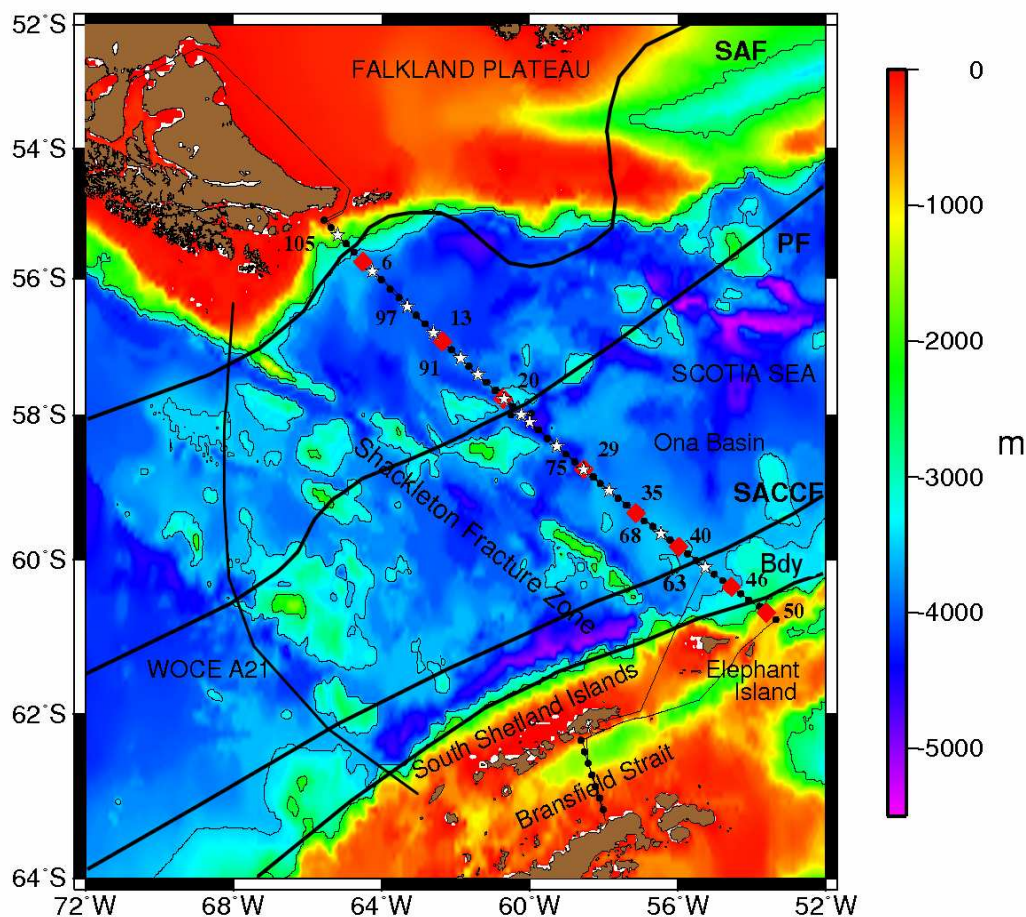 52°S
54°S
56°S
58°S
60°S
62°S
64°S
72°W
68°W
64°W
60°W
56°W
52°W
FALKLAND PLATEAU
SAF
PF
105
6
97
13
91
20
SCOTIA SEA
Ona Basin
29
75
SACCF
35
68
40
63
Bdy
46
50
Shackleton Fracture Zone
WOCE A21
Elephant
Island
South Shetland Islands
Bransfield Strait
0
-1000
-2000
-3000
-4000
-5000
m